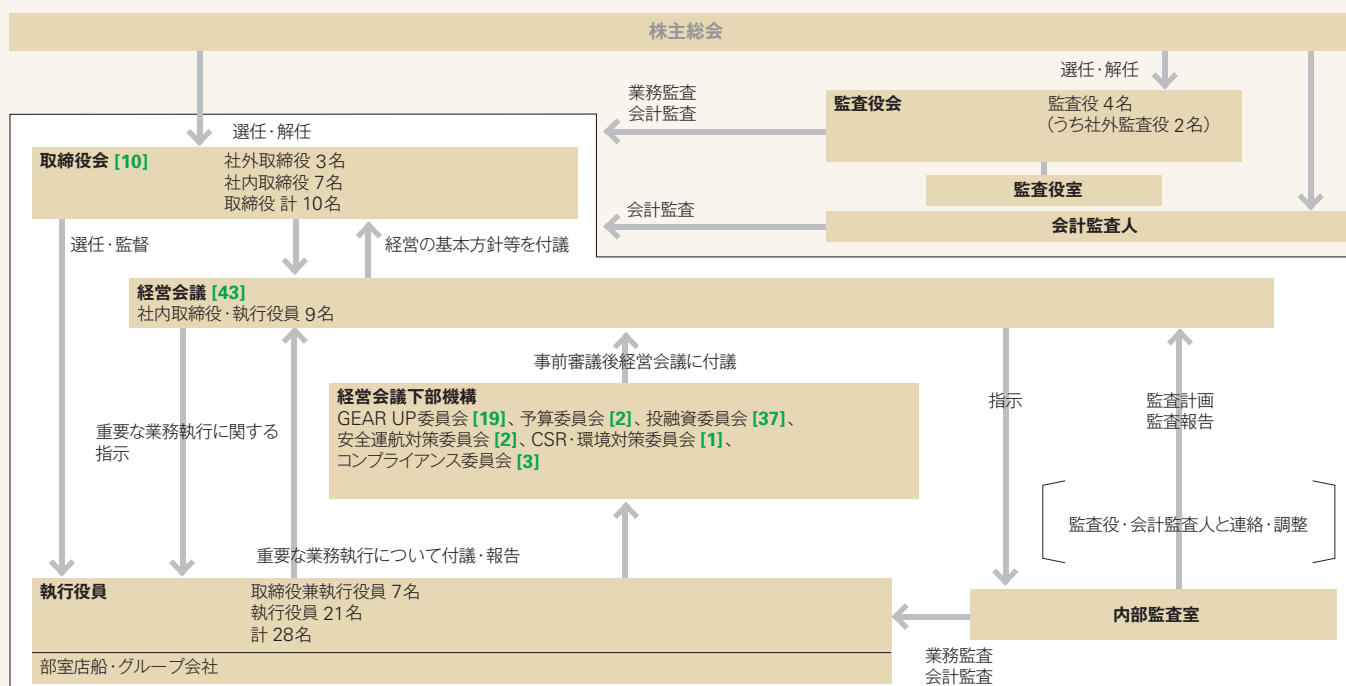 株主総会
選任・解任
業務監査
会計監査
監査役会
監査役 4名
(うち社外監査役 2名)
選任・解任
取締役会 [10]
社外取締役 3名
社内取締役 7名
取締役 計 10名
監査役室
会計監査
会計監査人
選任・監督
経営の基本方針等を付議
経営会議 [43]
社内取締役・執行役員 9名
事前審議後経営会議に付議
経営会議下部機構
GEAR UP委員会 [19]、予算委員会 [2]、投融資委員会 [37]、
安全運航対策委員会 [2]、CSR・環境対策委員会 [1]、
コンプライアンス委員会 [3]
指示
監査計画
監査報告
重要な業務執行に関する
指示
監査役・会計監査人と連絡・調整
重要な業務執行について付議・報告
執行役員
取締役兼執行役員 7名
執行役員 21名
計 28名
内部監査室
部室店船・グループ会社
業務監査
会計監査